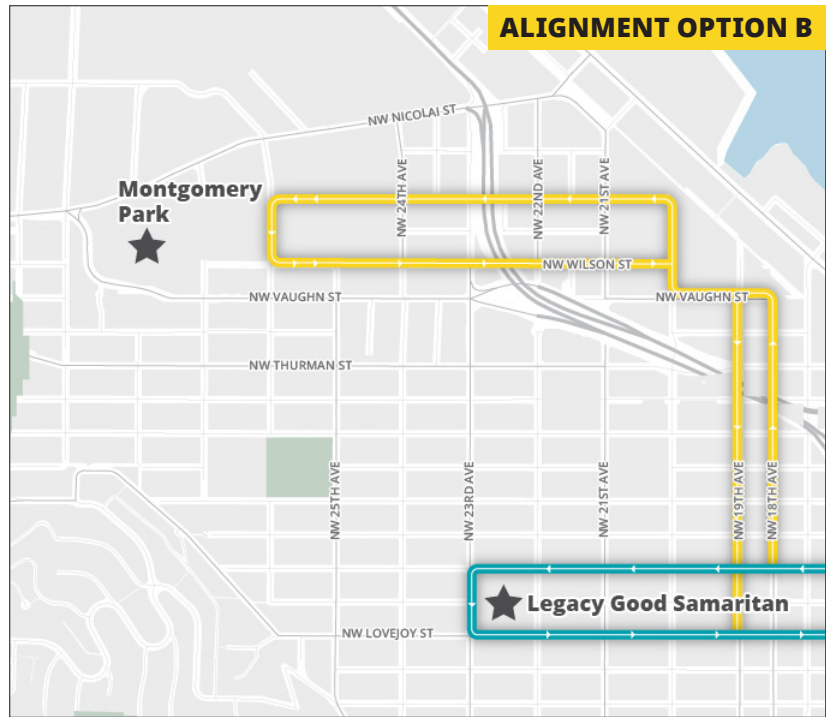 ALIGNMENT OPTION B
NW NICOLAI ST
NW 24TH AVE
NW 22ND AVE
NW 21ST AVE
Montgomery
Park
NW WILSON ST
NW VAUGHN ST
NW VAUGHN ST
NW THURMAN ST
NW 25TH AVE
NW 23RD AVE
NW 21ST AVE
NW 19TH AVE
NW 18TH AVE
Legacy Good Samaritan
NW LOVEJOY ST